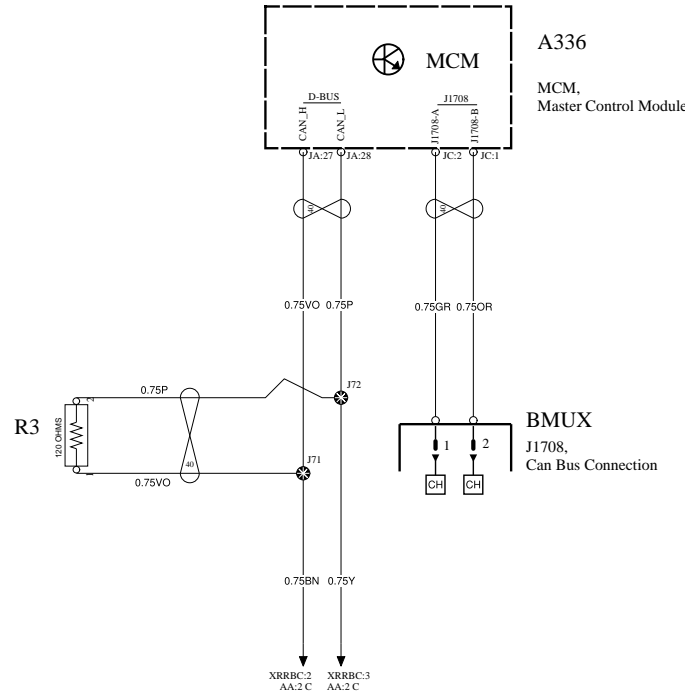 A336
MCM
MCM,
Master Control Module
D-BUS
J1708
CAN_H
CAN_L
J1708-A
J1708-B
JA:27
JA:28
JC:2
JC:1
40
40
0.75VO
0.75P
0.75GR
0.75OR
0.75P
J72
R3
120 OHMS
2
1
40
J71
0.75VO
BMUX
J1708,
Can Bus Connection
1
2
CH
CH
0.75BN
0.75Y
XRRBC:2
AA:2 C
XRRBC:3
AA:2 C